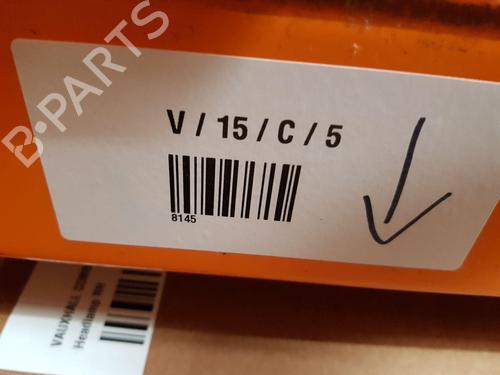 B-PARTS
V / 15 / C / 5
8145
VAUXHALL
Headlamp